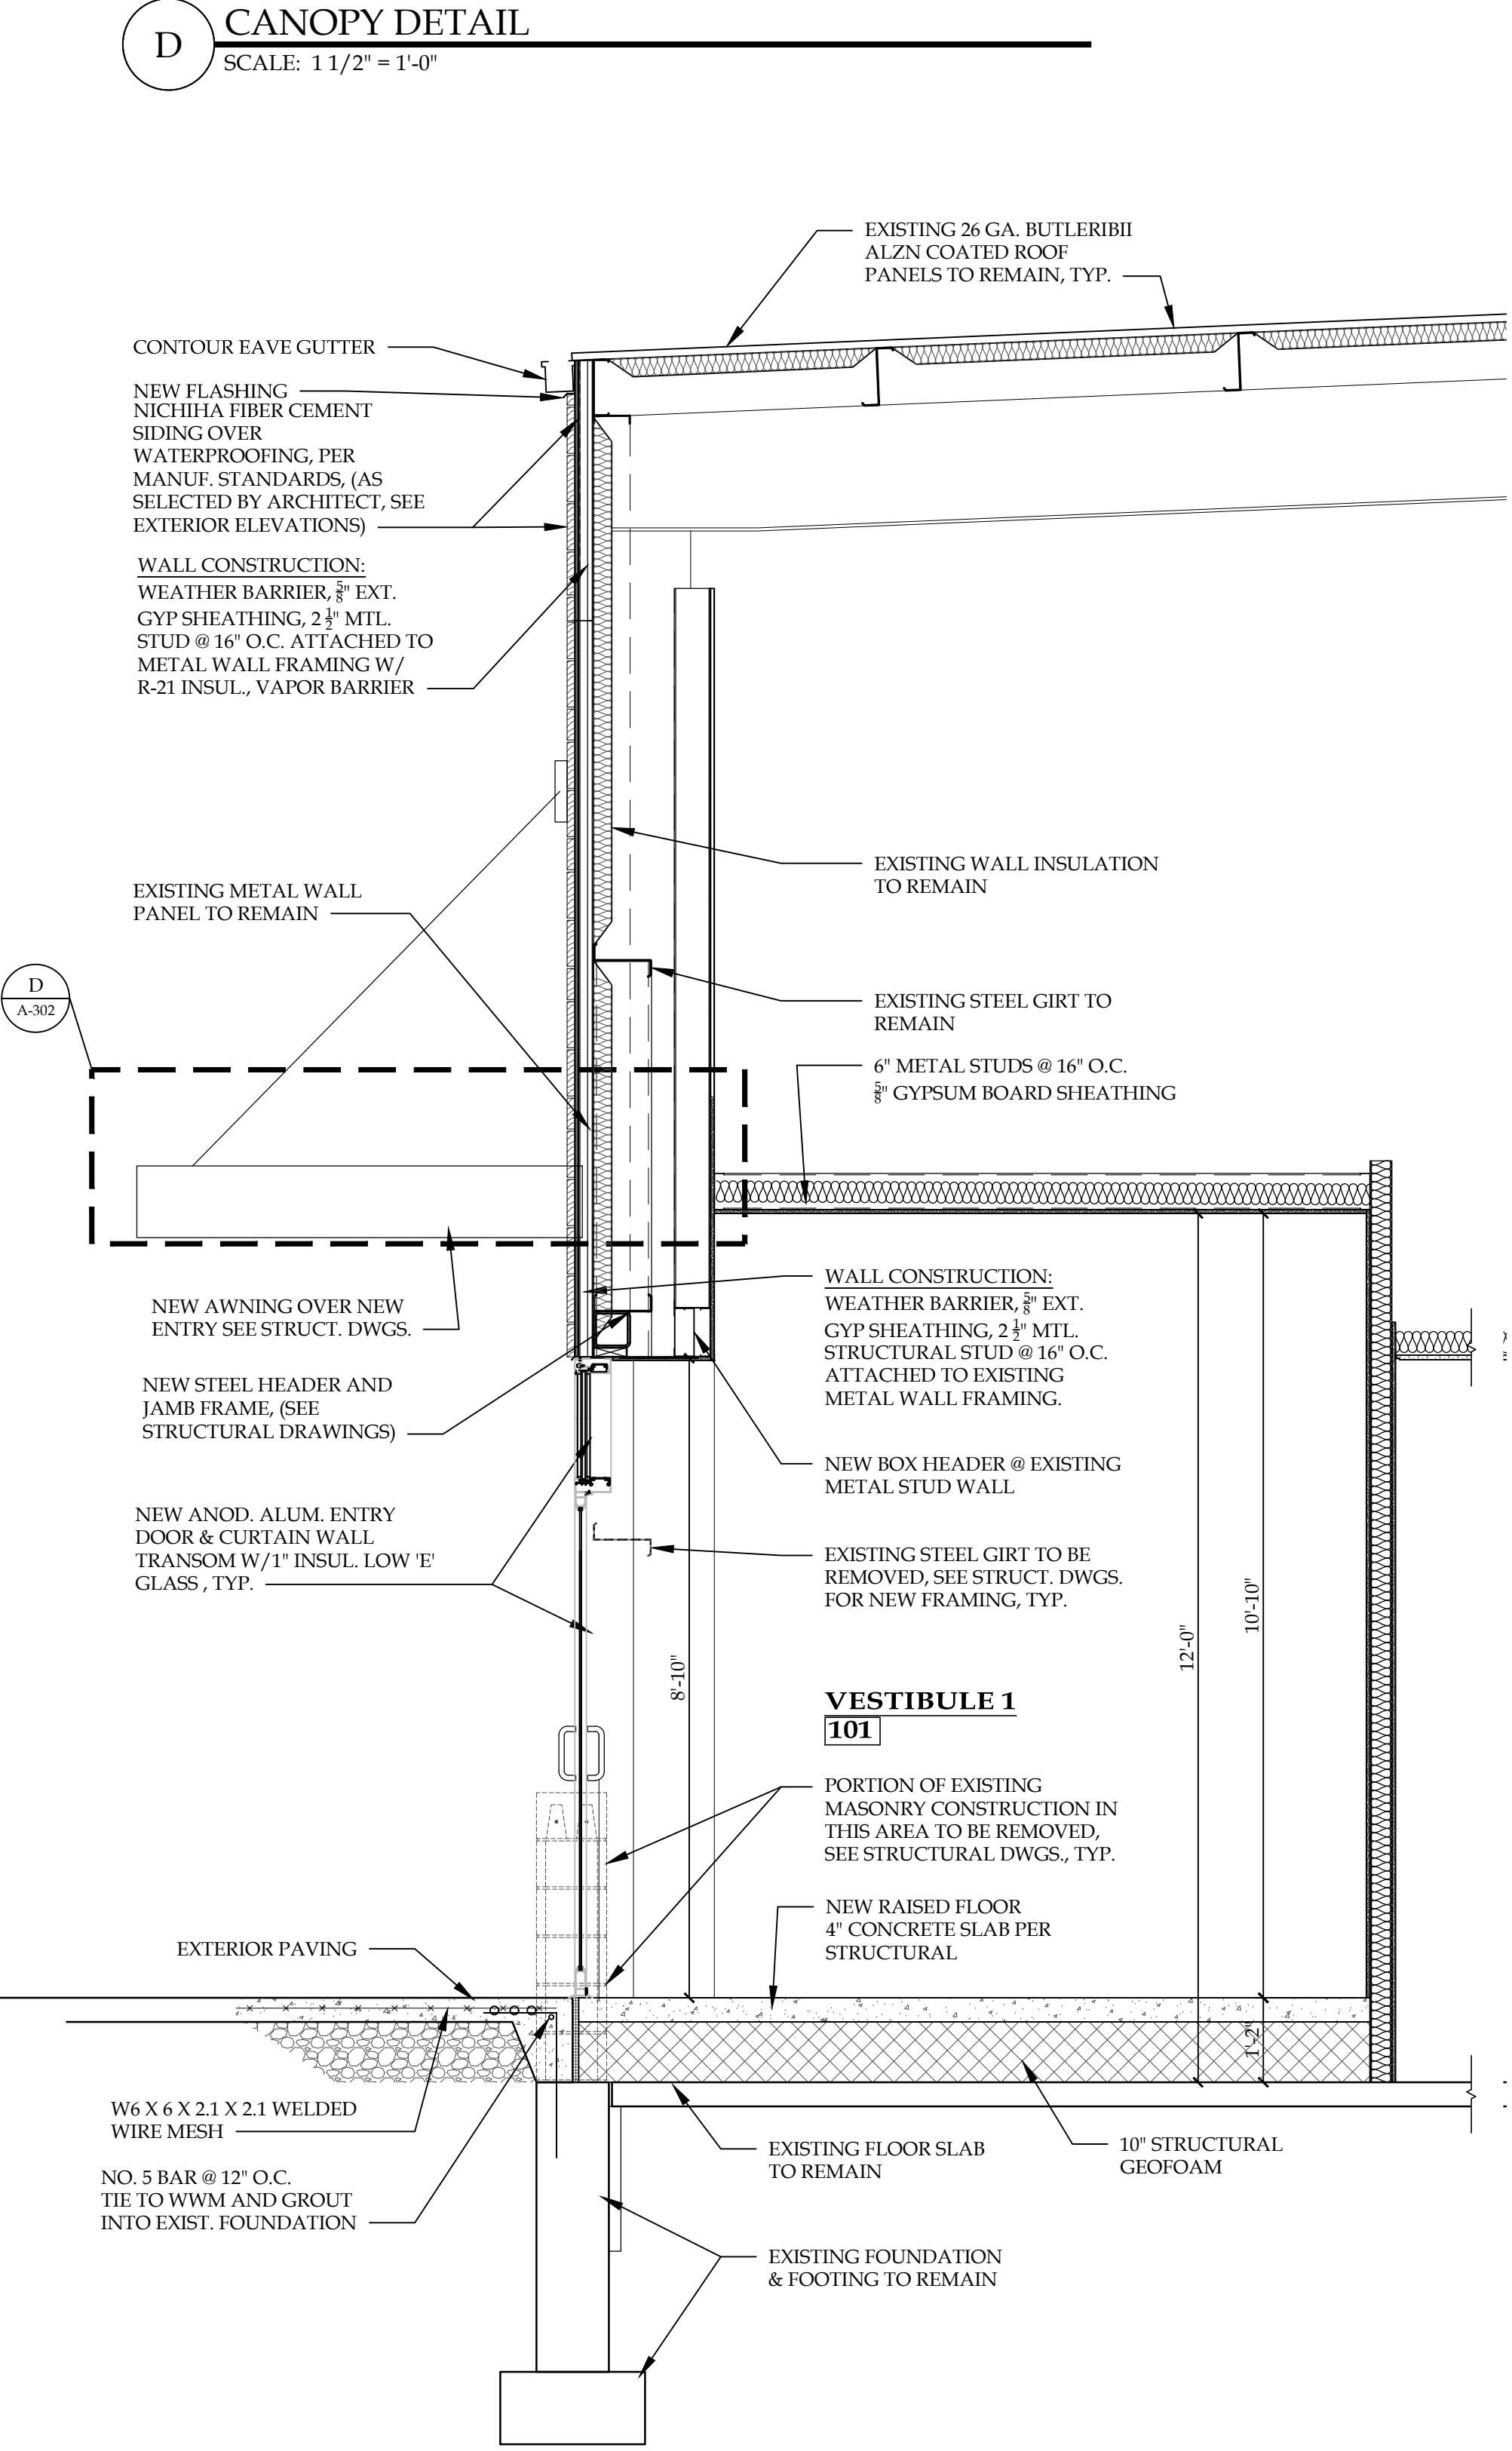 D
CANOPY DETAIL
SCALE: 1 1/2" = 1'-0"
EXISTING 26 GA. BUTLERIBII
ALZN COATED ROOF
PANELS TO REMAIN, TYP.
CONTOUR EAVE GUTTER
NEW FLASHING
NICHIHA FIBER CEMENT
SIDING OVER
WATERPROOFING, PER
MANUF. STANDARDS, (AS
SELECTED BY ARCHITECT, SEE
EXTERIOR ELEVATIONS)
WALL CONSTRUCTION:
WEATHER BARRIER, 5/8" EXT.
GYP SHEATHING, 2 1/2" MTL.
STUD @ 16" O.C. ATTACHED TO
METAL WALL FRAMING W/
R-21 INSUL., VAPOR BARRIER
EXISTING WALL INSULATION
TO REMAIN
EXISTING METAL WALL
PANEL TO REMAIN
D
A-302
EXISTING STEEL GIRT TO
REMAIN
6" METAL STUDS @ 16" O.C.
5/8" GYPSUM BOARD SHEATHING
NEW AWNING OVER NEW
ENTRY SEE STRUCT. DWGS.
WALL CONSTRUCTION:
WEATHER BARRIER, 5/8" EXT.
GYP SHEATHING, 2 1/2" MTL.
STRUCTURAL STUD @ 16" O.C.
ATTACHED TO EXISTING
METAL WALL FRAMING.
NEW STEEL HEADER AND
JAMB FRAME, (SEE
STRUCTURAL DRAWINGS)
NEW BOX HEADER @ EXISTING
METAL STUD WALL
NEW ANOD. ALUM. ENTRY
DOOR & CURTAIN WALL
TRANSOM W/1" INSUL. LOW 'E'
GLASS , TYP.
EXISTING STEEL GIRT TO BE
REMOVED, SEE STRUCT. DWGS.
FOR NEW FRAMING, TYP.
8'-10"
12'-0"
10'-10"
VESTIBULE 1
101
PORTION OF EXISTING
MASONRY CONSTRUCTION IN
THIS AREA TO BE REMOVED,
SEE STRUCTURAL DWGS., TYP.
NEW RAISED FLOOR
4" CONCRETE SLAB PER
STRUCTURAL
EXTERIOR PAVING
1'-2"
W6 X 6 X 2.1 X 2.1 WELDED
WIRE MESH
NO. 5 BAR @ 12" O.C.
TIE TO WWM AND GROUT
INTO EXIST. FOUNDATION
EXISTING FLOOR SLAB
TO REMAIN
10" STRUCTURAL
GEOFOAM
EXISTING FOUNDATION
& FOOTING TO REMAIN